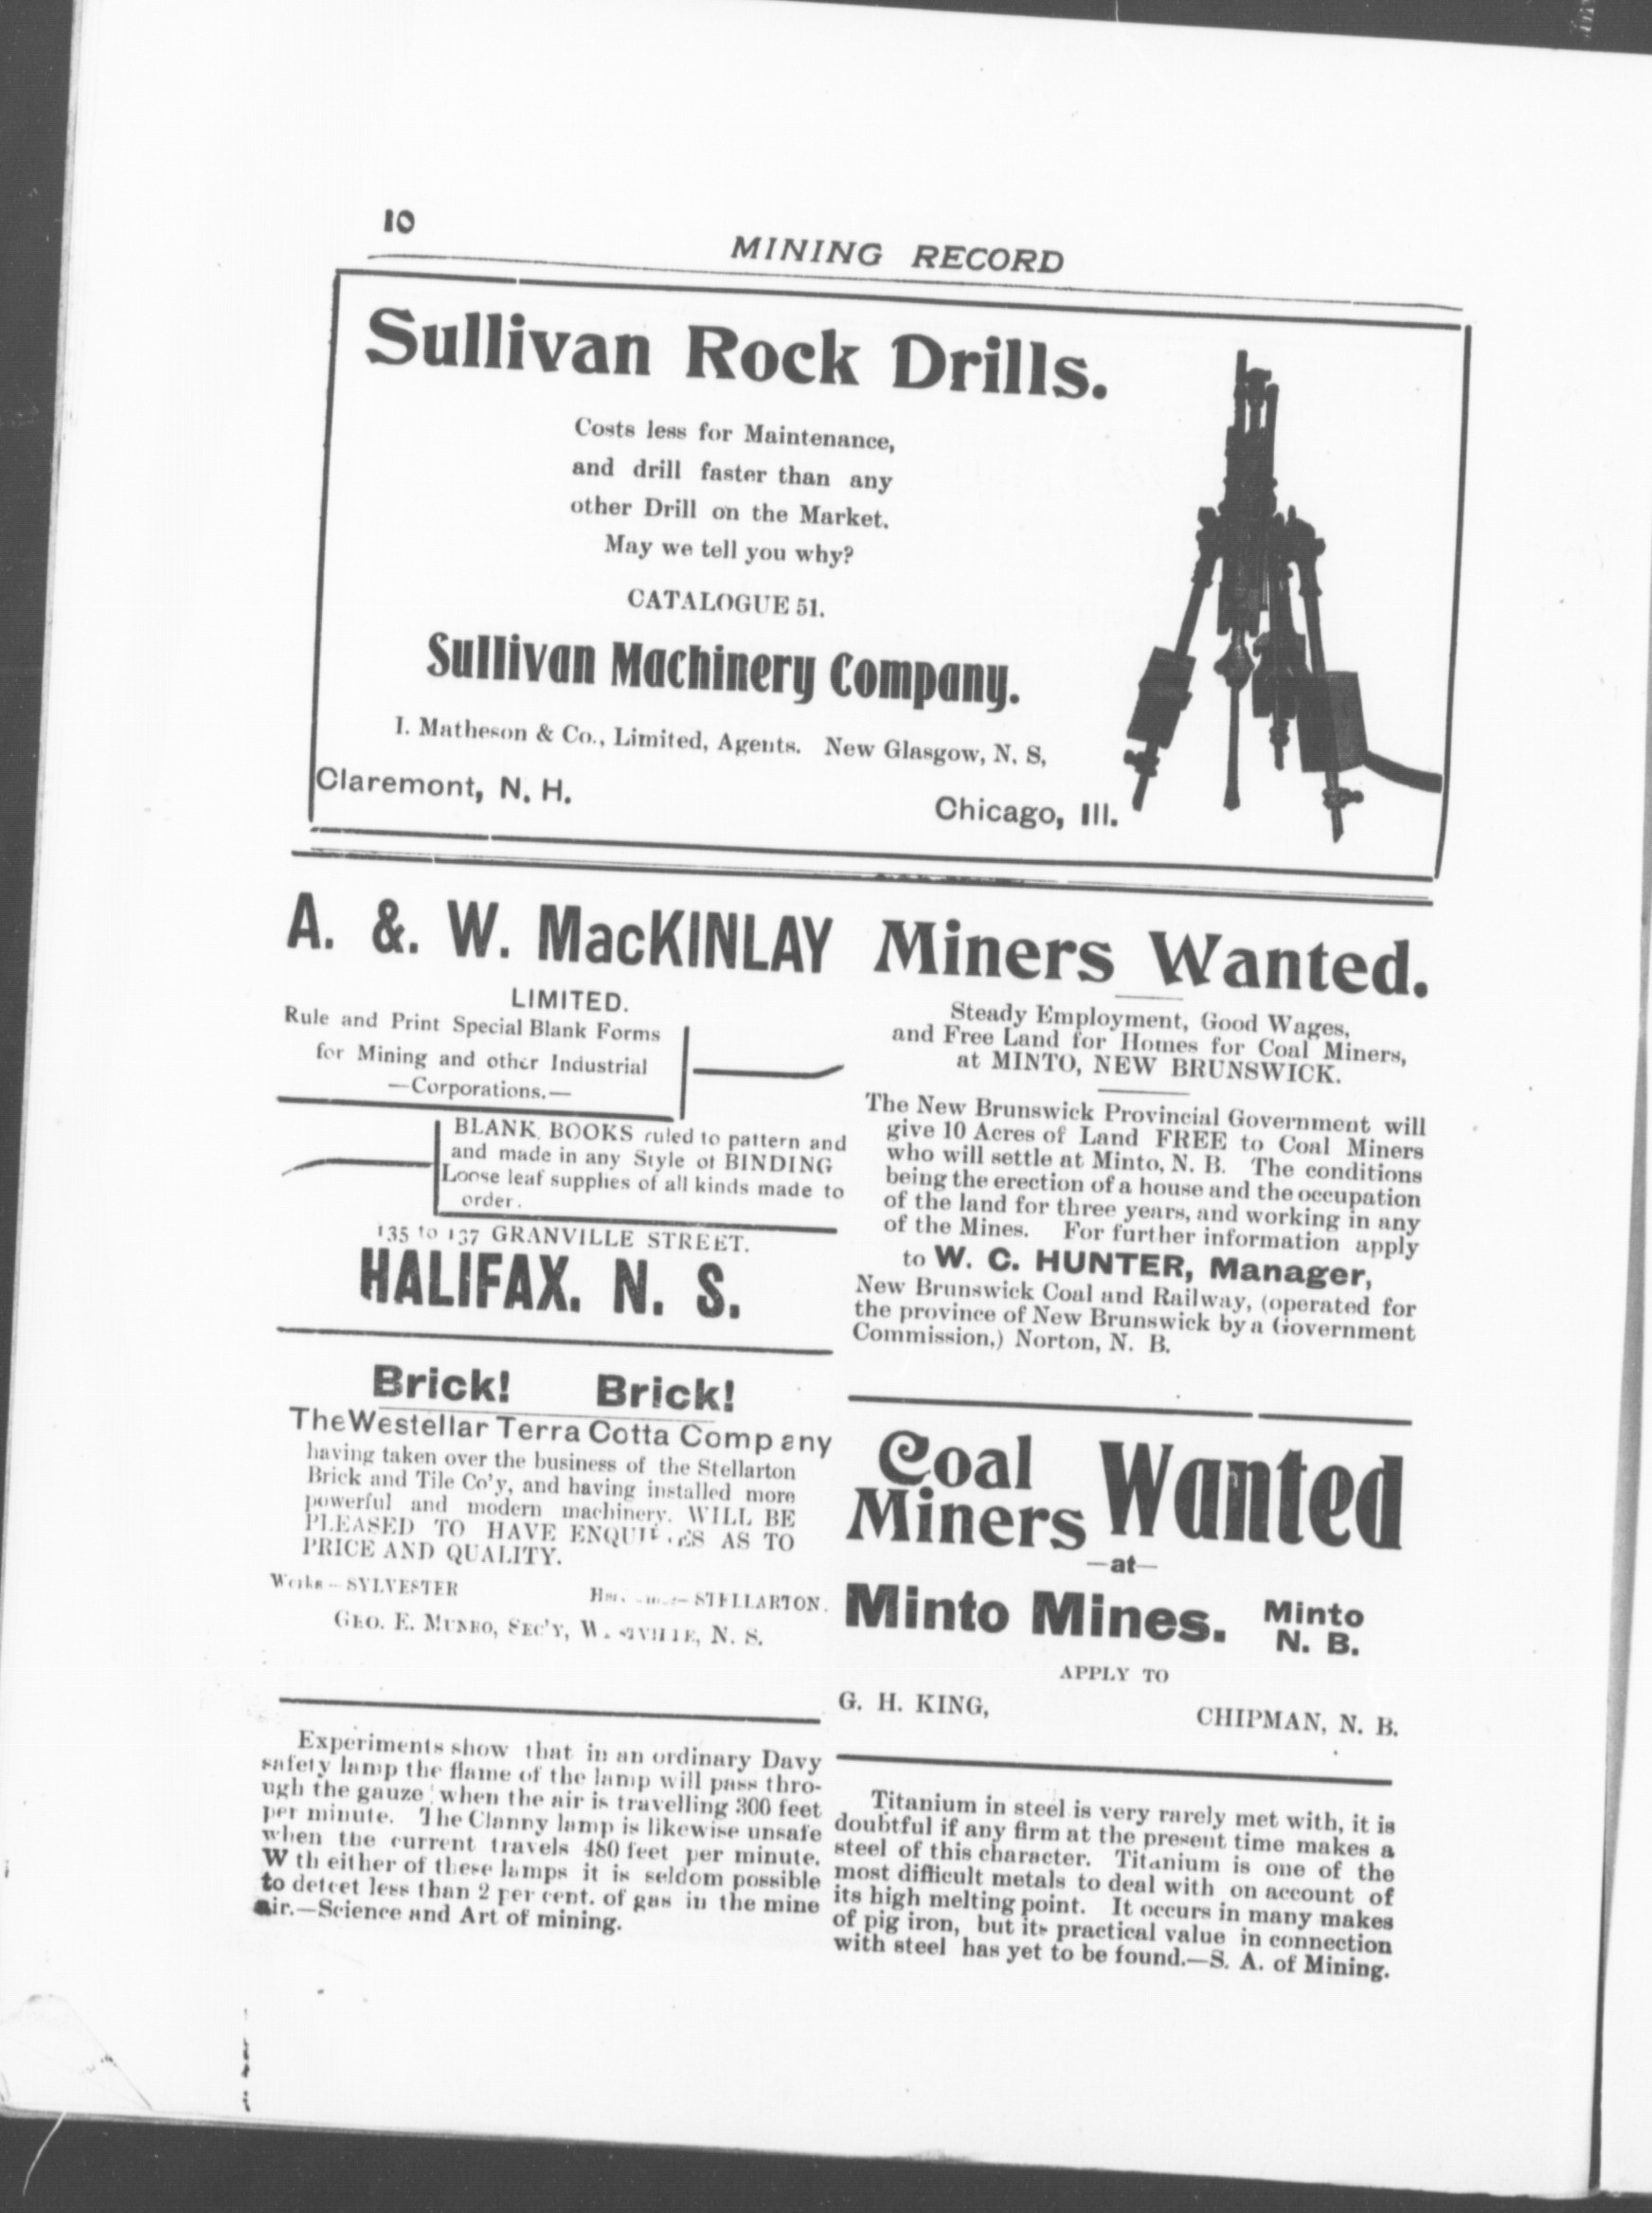 10
MINING RECORD
Sullivan Rock Drills.
Costs less for Maintenance,
and drill faster than any
other Drill on the Market.
May we tell you why?
CATALOGUE 51.
Sullivan Machinery Company.
I. Matheson & Co., Limited, Agents. New Glasgow, N. S,
Claremont, N. H.
Chicago, Ill.
A. &. W. MacKINLAY
LIMITED.
Rule and Print Special Blank Forms
for Mining and other Industrial
—Corporations.—
BLANK BOOKS ruled to pattern and
and made in any Style of BINDING
Loose leaf supplies of all kinds made to
order.
135 to 137 GRANVILLE STREET.
HALIFAX. N. S.
Brick! Brick!
The Westellar Terra Cotta Company
having taken over the business of the Stellarton
Brick and Tile Co'y, and having installed more
powerful and modern machinery. WILL BE
PLEASED TO HAVE AS TO
PRICE AND QUALITY.
Works—SYLVESTER
STELLARTON.
GEO. E. MUNRO, SEC'Y, N. S.
Experiments show that in an ordinary Davy
safety lamp the flame of the lamp will pass thro-
ugh the gauze when the air is travelling 300 feet
per minute. The Clanny lamp is likewise unsafe
when the current travels 480 feet per minute.
W th either of these lamps it is seldom possible
to detcet less than 2 per cent. of gas in the mine
air.—Science and Art of mining.
Miners Wanted.
Steady Employment, Good Wages,
and Free Land for Homes for Coal Miners,
at MINTO, NEW BRUNSWICK.
The New Brunswick Provincial Government will
give 10 Acres of Land FREE to Coal Miners
who will settle at Minto, N. B. The conditions
being the erection of a house and the occupation
of the land for three years, and working in any
of the Mines. For further information apply
to W. C. HUNTER, Manager,
New Brunswick Coal and Railway, (operated for
the province of New Brunswick by a Government
Commission,) Norton, N. B.
Coal
Miners Wanted
—at—
Minto Mines. Minto
N. B.
APPLY TO
G. H. KING,
CHIPMAN, N. B.
Titanium in steel is very rarely met with, it is
doubtful if any firm at the present time makes a
steel of this character. Titanium is one of the
most difficult metals to deal with on account of
its high melting point. It occurs in many makes
of pig iron, but its practical value in connection
with steel has yet to be found.—S. A. of Mining.